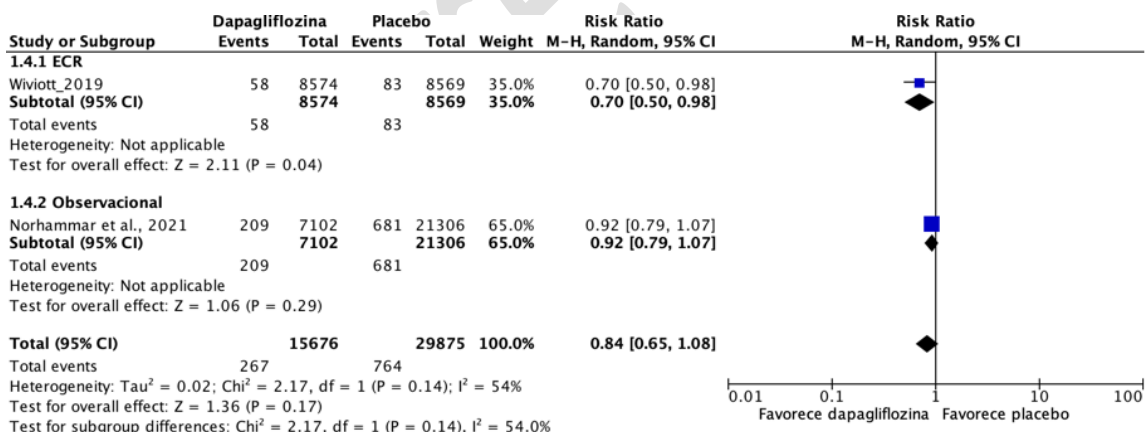 Dapagliflozina Placebo Risk Ratio Risk Ratio
Study or Subgroup Events Total Events Total Weight M-H, Random, 95% CI M-H, Random, 95% CI
1.4.1 ECR
Wiviott_2019 58 8574 83 8569 35.0% 0.70 [0.50, 0.98]
Subtotal (95% CI) 8574 8569 35.0% 0.70 [0.50, 0.98]
Total events 58 83
Heterogeneity: Not applicable
Test for overall effect: Z = 2.11 (P = 0.04)
1.4.2 Observacional
Norhammar et al., 2021 209 7102 681 21306 65.0% 0.92 [0.79, 1.07]
Subtotal (95% CI) 7102 21306 65.0% 0.92 [0.79, 1.07]
Total events 209 681
Heterogeneity: Not applicable
Test for overall effect: Z = 1.06 (P = 0.29)
Total (95% CI) 15676 29875 100.0% 0.84 [0.65, 1.08]
Total events 267 764
Heterogeneity: Tau² = 0.02; Chi² = 2.17, df = 1 (P = 0.14); I² = 54%
Test for overall effect: Z = 1.36 (P = 0.17)
Test for subgroup differences: Chi² = 2.17, df = 1 (P = 0.14), I² = 54.0%
0.01 0.1 1 10 100
Favorece dapagliflozina Favorece placebo